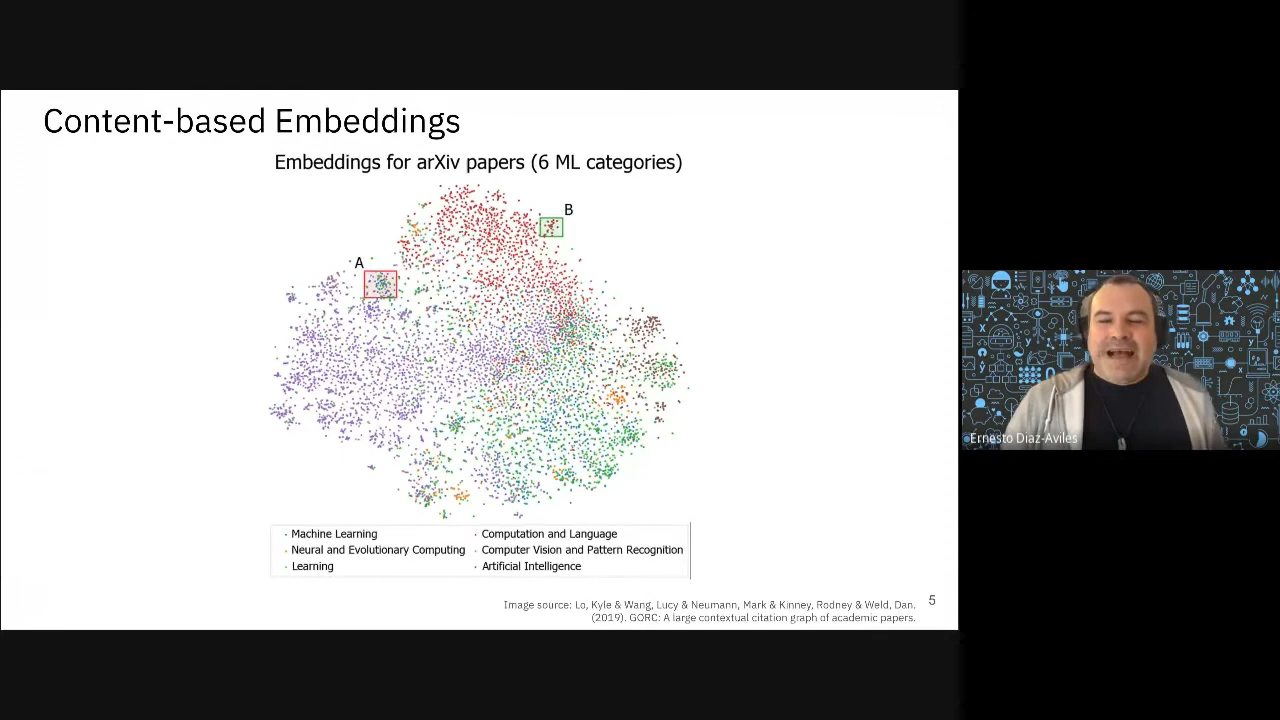 Content-based Embeddings
Embeddings for arXiv papers (6 ML categories)
B
A
Machine Learning
Computation and Language
Neural and Evolutionary Computing
Computer Vision and Pattern Recognition
Learning
Artificial Intelligence
Image source: Lo, Kyle & Wang, Lucy & Neumann, Mark & Kinney, Rodney & Weld, Dan.
(2019). GORC: A large contextual citation graph of academic papers.
5
Ernesto Diaz-Aviles